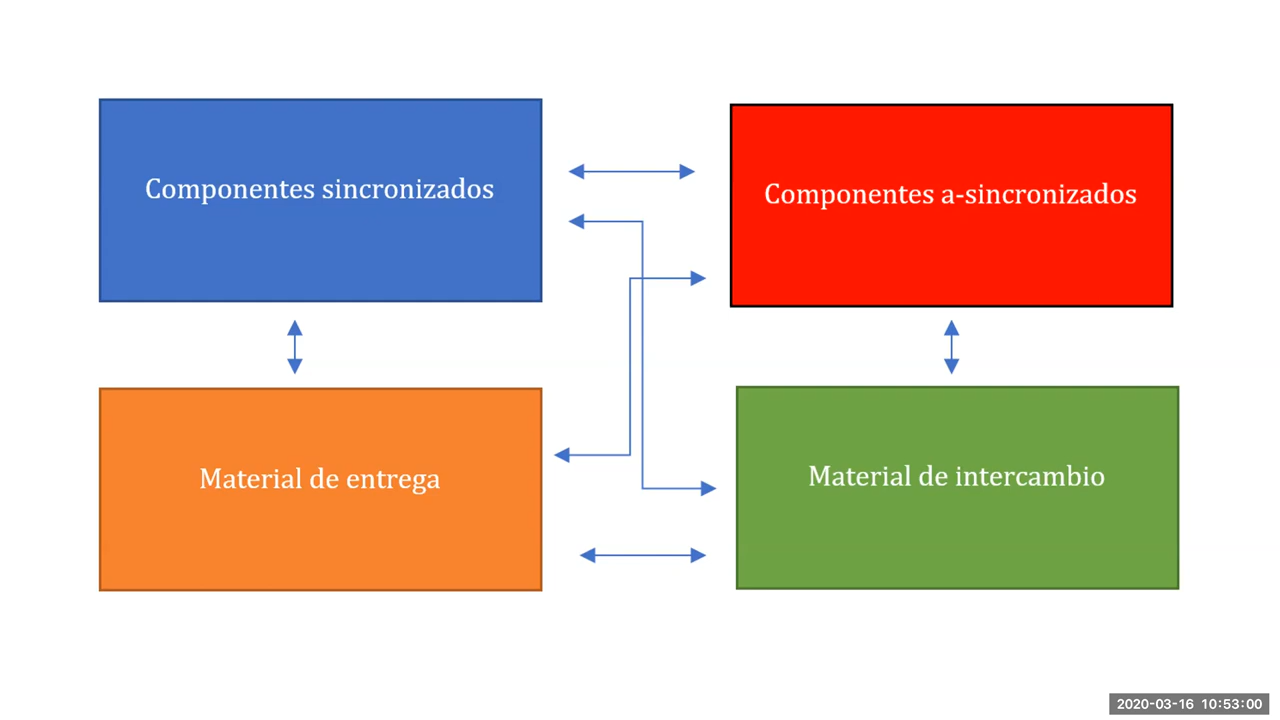 Componentes sincronizados
Componentes a-sincronizados
Material de entrega
Material de intercambio
2020-03-16 10:53:00